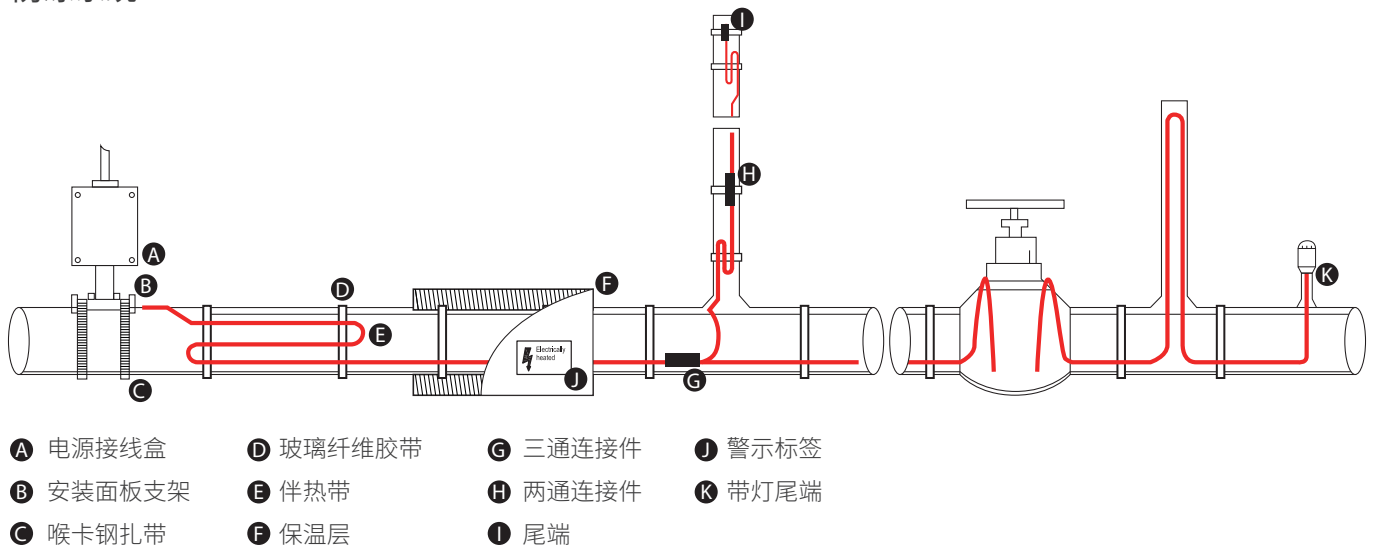 I
H
A
B
D
F
E
K
Electrically
heated
J
G
C
A 电源接线盒
D 玻璃纤维胶带
G 三通连接件
J 警示标签
B 安装面板支架
E 伴热带
H 两通连接件
K 带灯尾端
C 喉卡钢扎带
F 保温层
I 尾端